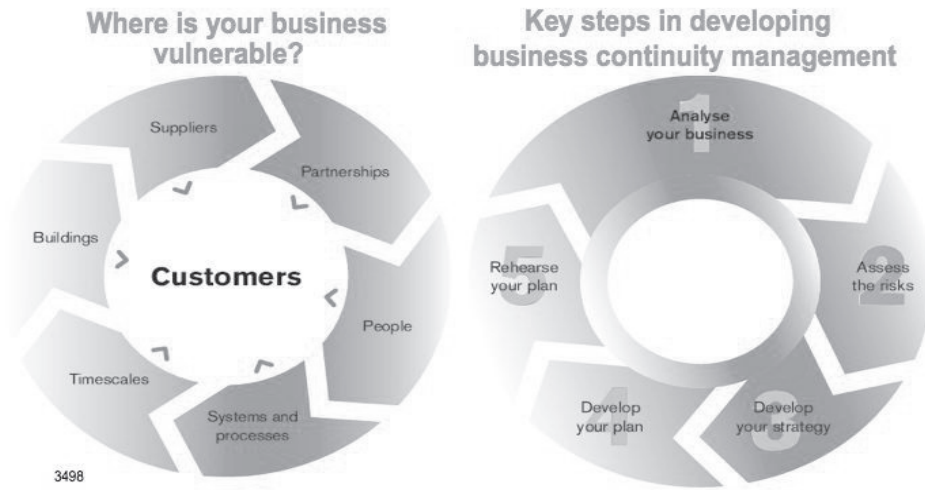 Where is your business
vulnerable?
Suppliers
Partnerships
Buildings
Customers
People
Timescales
Systems and
processes
3498
Key steps in developing
business continuity management
1
Analyse
your business
2
Assess
the risks
3
Develop
your strategy
4
Develop
your plan
5
Rehearse
your plan